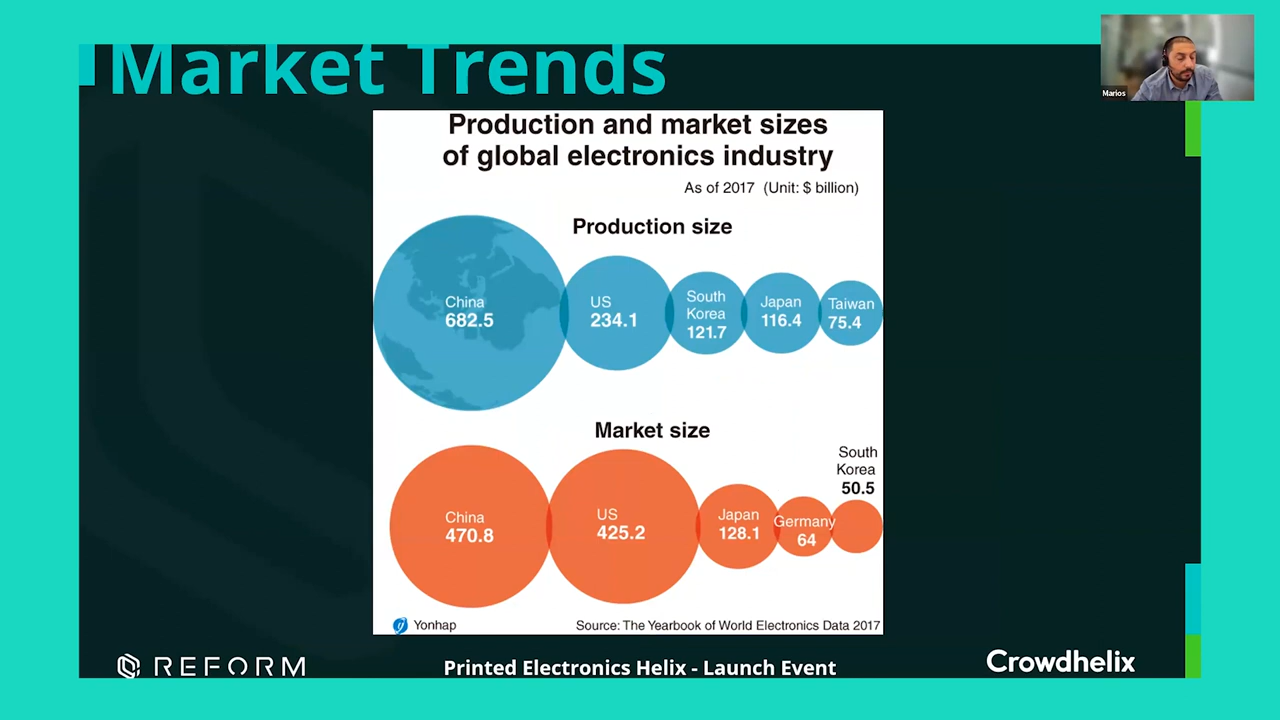 Market Trends
Marios
Production and market sizes
of global electronics industry
As of 2017 (Unit: $ billion)
Production size
China
682.5
US
234.1
South
Korea
121.7
Japan
116.4
Taiwan
75.4
Market size
China
470.8
US
425.2
Japan
128.1
Germany
64
South
Korea
50.5
Yonhap
Source: The Yearbook of World Electronics Data 2017
REFORM
Printed Electronics Helix - Launch Event
Crowdhelix